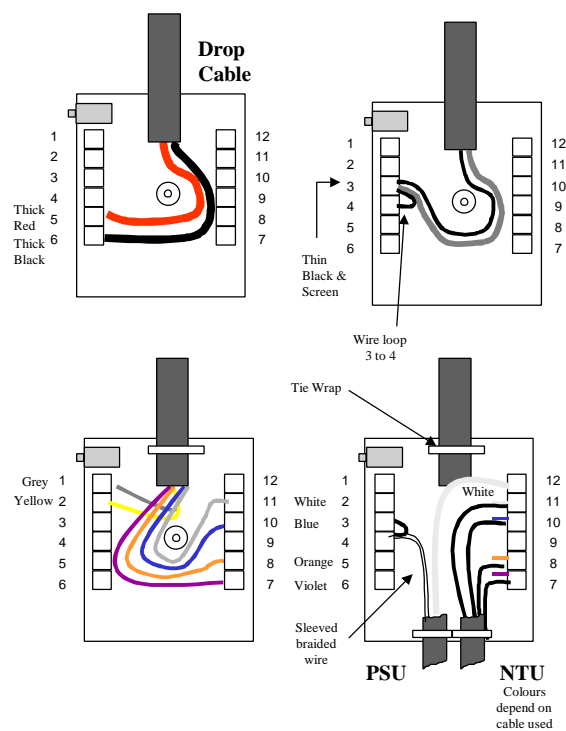 Drop
Cable
1
2
3
4
5
6
12
11
10
9
8
7
Thick
Red
Thick
Black
1
2
3
4
5
6
12
11
10
9
8
7
Thin
Black &
Screen
Wire loop
3 to 4
Grey
Yellow
1
2
3
4
5
6
12
11
10
9
8
7
Tie Wrap
White
Blue
Orange
Violet
1
2
3
4
5
6
White
12
11
10
9
8
7
Sleeved
braided
wire
PSU
NTU
Colours
depend on
cable used